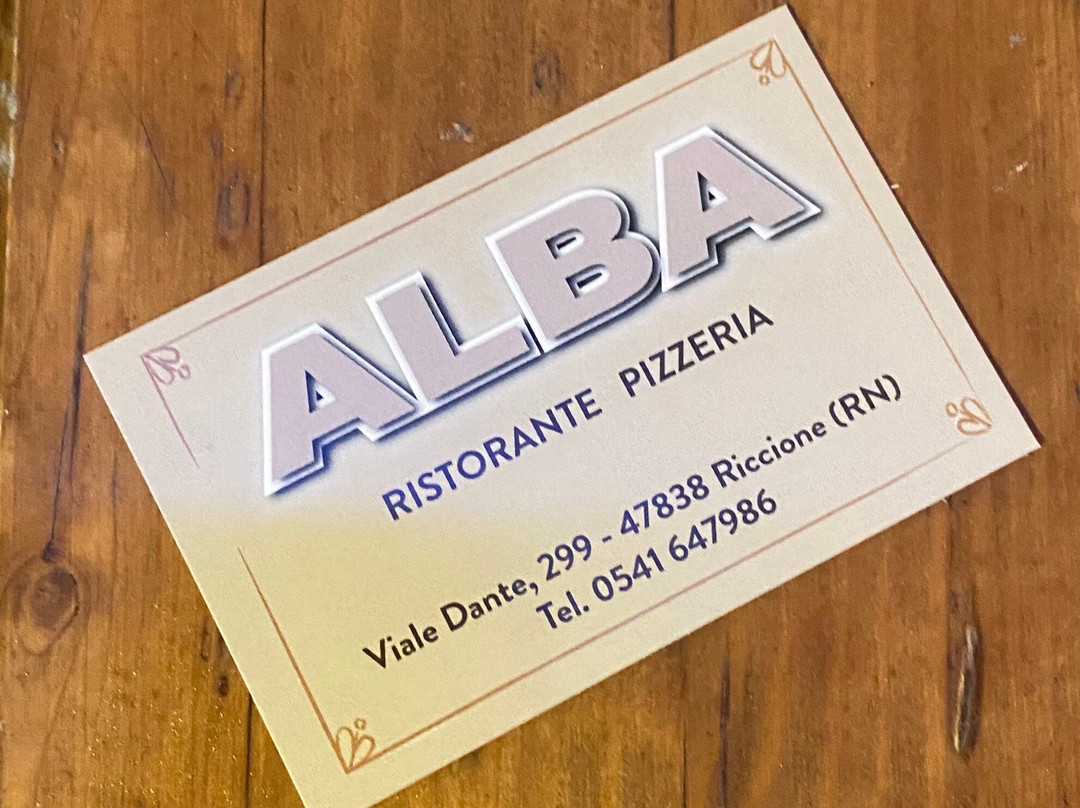 ALBA
RISTORANTE PIZZERIA
Viale Dante, 299 - 47838 Riccione (RN)
Tel. 0541 647986